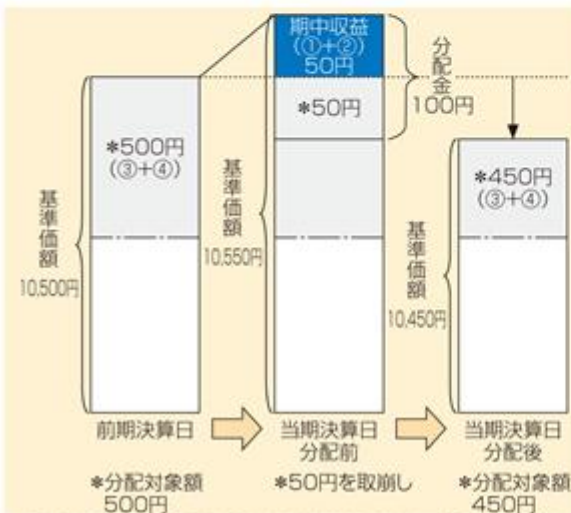 期中収益
(①+②)
50円
*50円
分配金
100円
*500円
(③+④)
基準価額
10,500円
基準価額
10,550円
*450円
(③+④)
基準価額
10,450円
前期決算日
当期決算日
分配前
当期決算日
分配後
*分配対象額
500円
*50円を取崩し
*分配対象額
450円